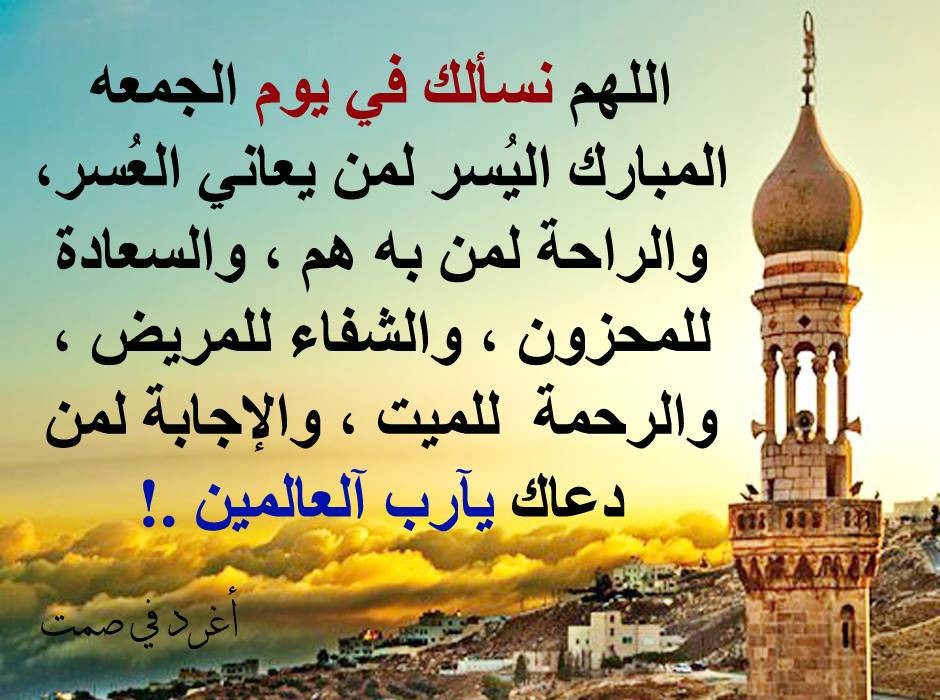 اللهم نسألك في يوم الجمعه
المبارك اليُسر لمن يعاني العُسر،
والراحة لمن به هم ، والسعادة
للمحزون ، والشفاء للمريض ،
والرحمة للميت ، والإجابة لمن
دعاك يآرب آلعالمين .!
أغرد في صمت